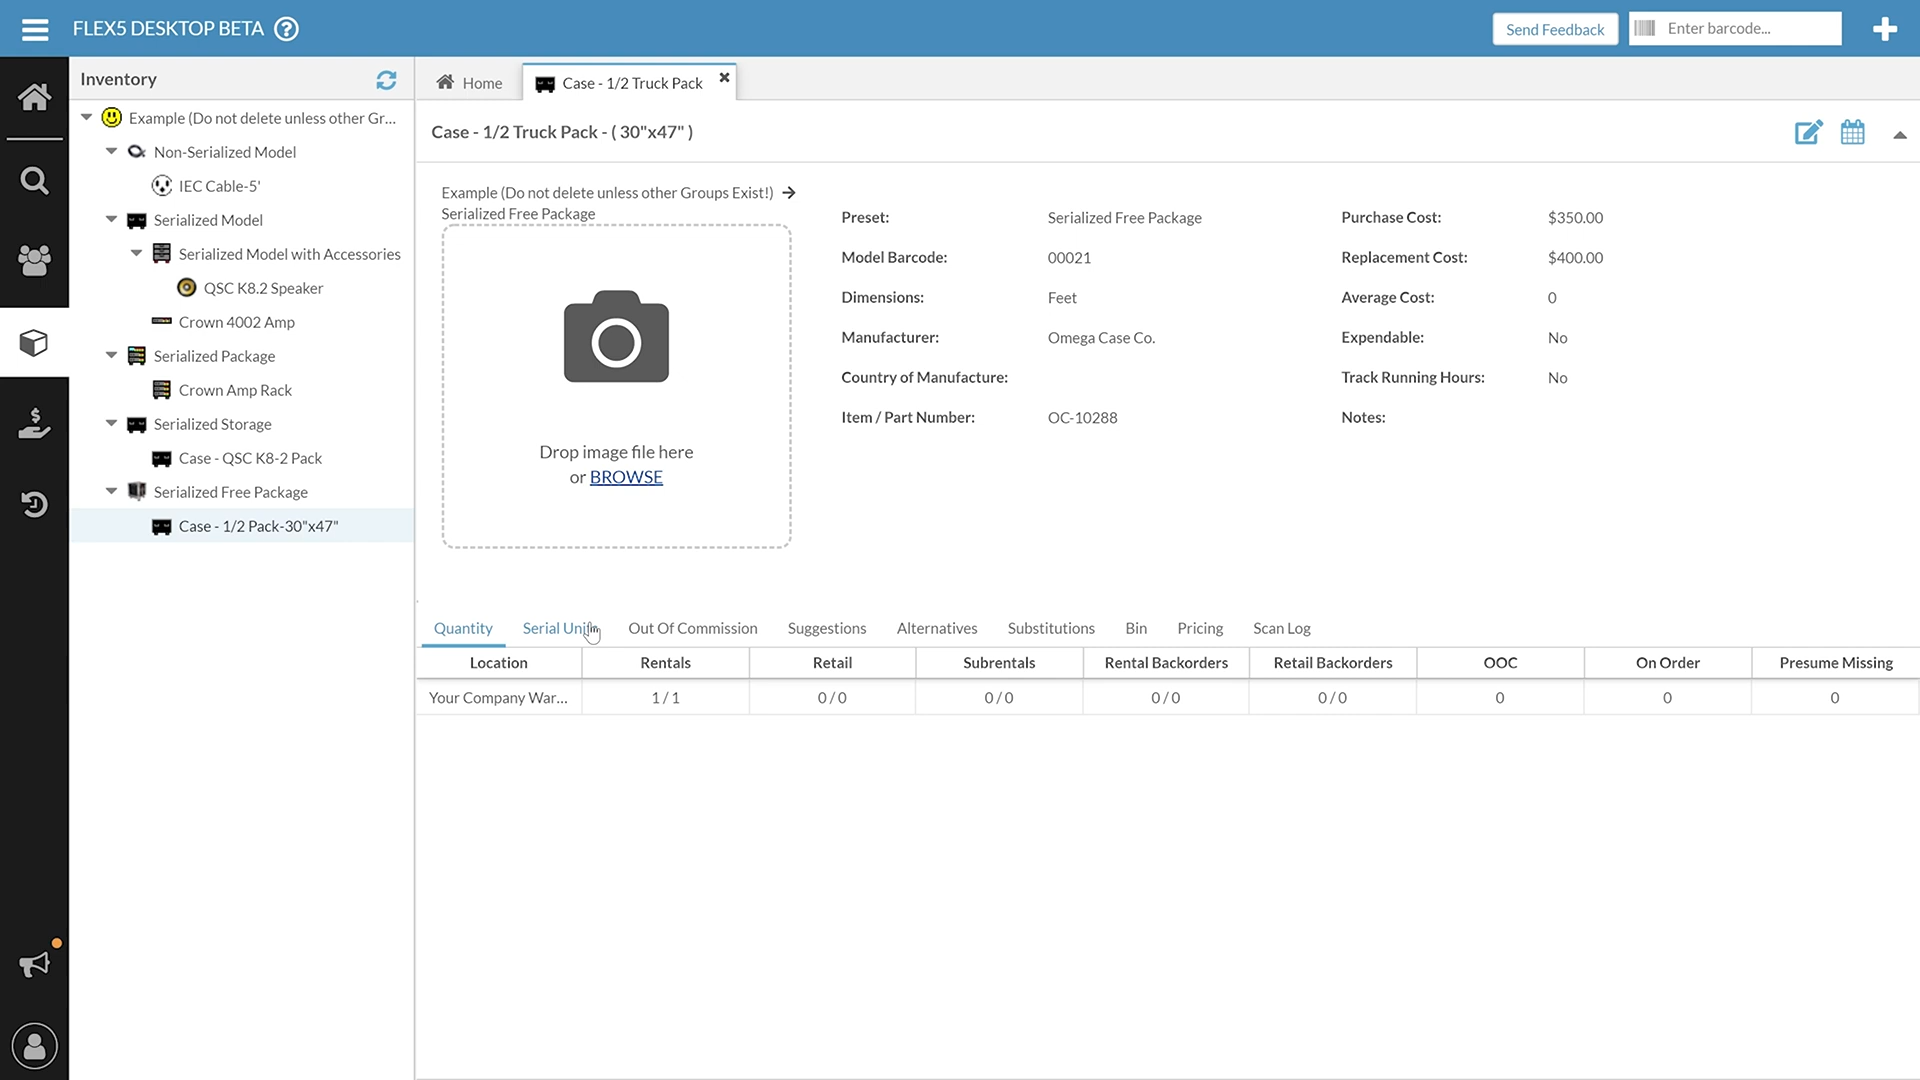 FLEX5 DESKTOP BETA ?
Send Feedback
Enter barcode...
Inventory
Home
Case - 1/2 Truck Pack
Example (Do not delete unless other Gr...
Non-Serialized Model
IEC Cable-5'
Serialized Model
Serialized Model with Accessories
QSC K8.2 Speaker
Crown 4002 Amp
Serialized Package
Crown Amp Rack
Serialized Storage
Case - QSC K8-2 Pack
Serialized Free Package
Case - 1/2 Pack-30"x47"
Case - 1/2 Truck Pack - ( 30"x47" )
Example (Do not delete unless other Groups Exist!) →
Serialized Free Package
Drop image file here
or BROWSE
Preset: Serialized Free Package
Model Barcode: 00021
Dimensions: Feet
Manufacturer: Omega Case Co.
Country of Manufacture:
Item / Part Number: OC-10288
Purchase Cost: $350.00
Replacement Cost: $400.00
Average Cost: 0
Expendable: No
Track Running Hours: No
Notes:
Quantity Serial Out Of Commission Suggestions Alternatives Substitutions Bin Pricing Scan Log
Location Rentals Retail Subrentals Rental Backorders Retail Backorders OOC On Order Presume Missing
Your Company War... 1 / 1 0 / 0 0 / 0 0 / 0 0 / 0 0 0 0